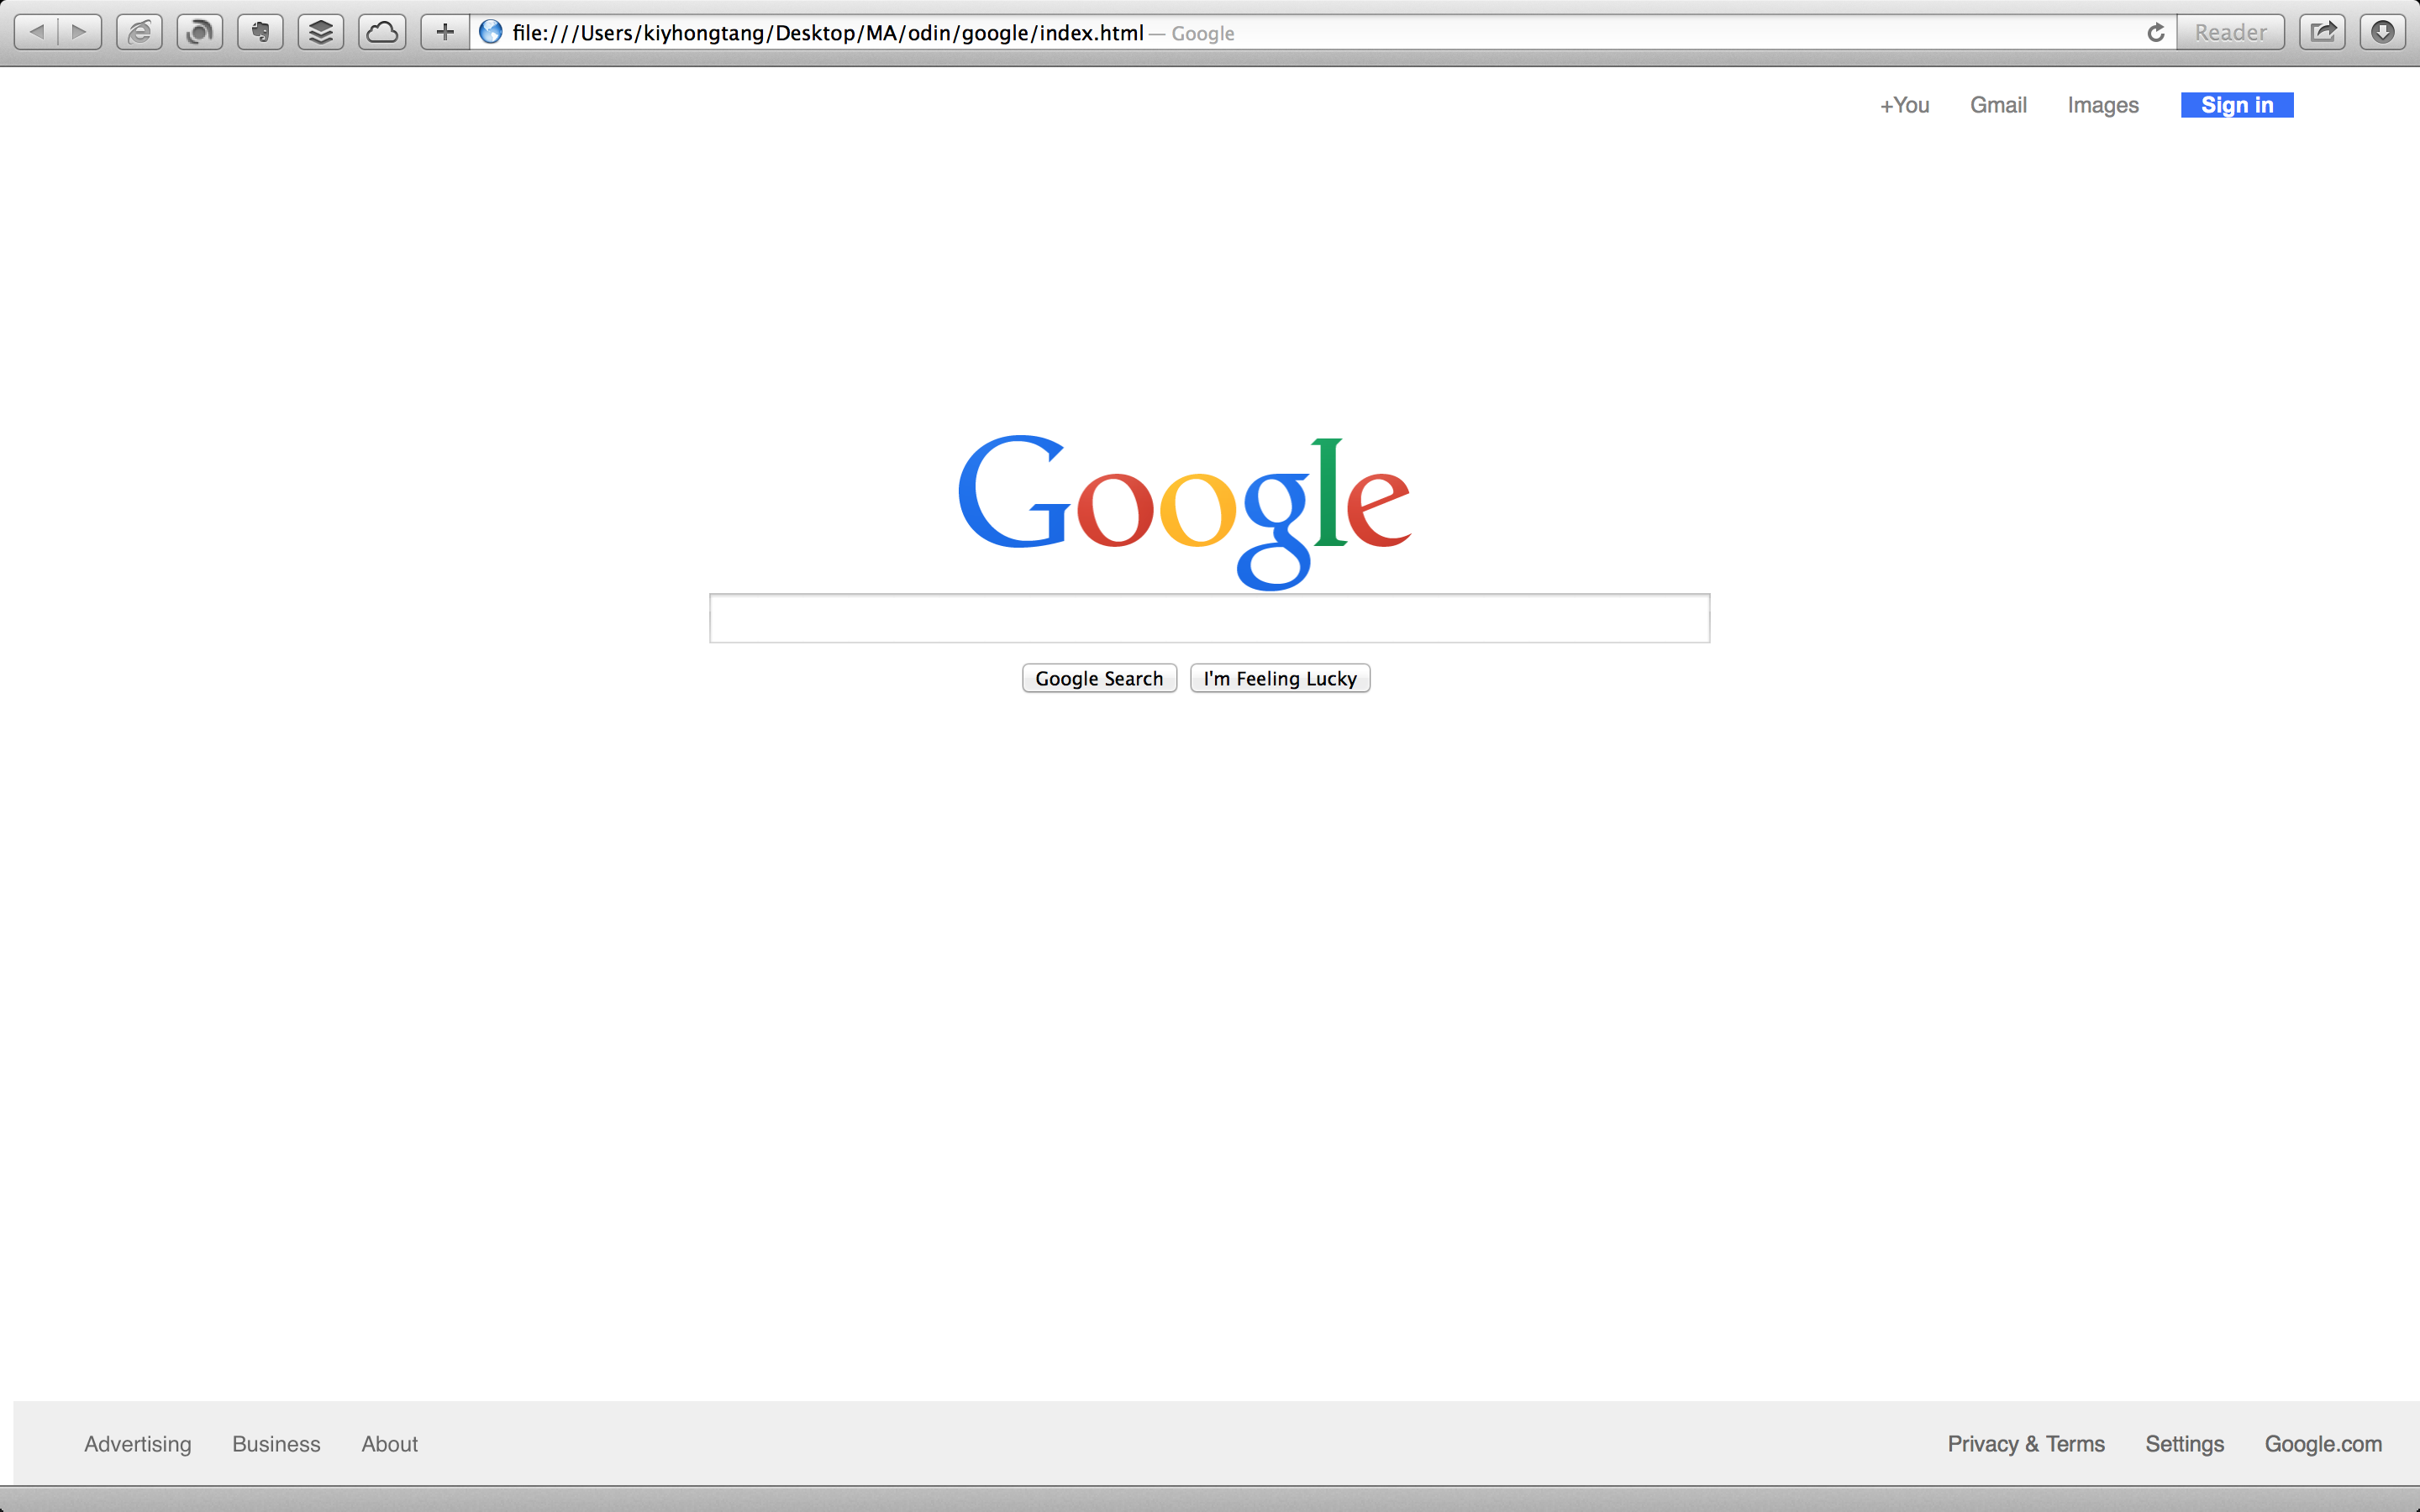 file:///Users/kiyhongtang/Desktop/MA/odin/google/index.html — Google Reader
+You Gmail Images Sign in
Google
Google Search I'm Feeling Lucky
Advertising Business About Privacy & Terms Settings Google.com